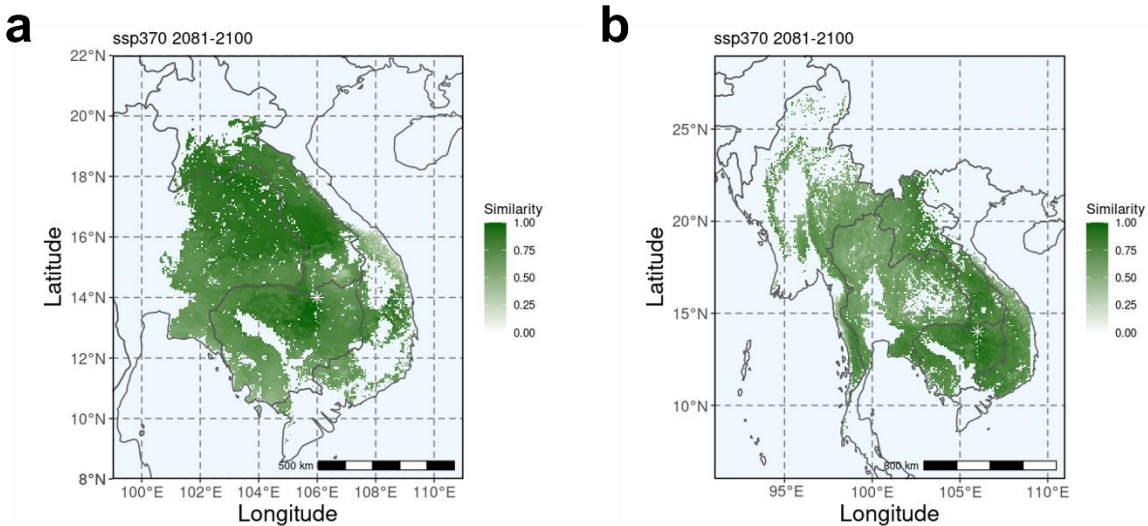 a
ssp370 2081-2100
22°N
20°N
18°N
16°N
14°N
12°N
10°N
8°N
Latitude
100°E 102°E 104°E 106°E 108°E 110°E
Longitude
500 km
Similarity
1.00
0.75
0.50
0.25
0.00
b
ssp370 2081-2100
25°N
20°N
15°N
10°N
Latitude
95°E 100°E 105°E 110°E
Longitude
800 km
Similarity
1.00
0.75
0.50
0.25
0.00